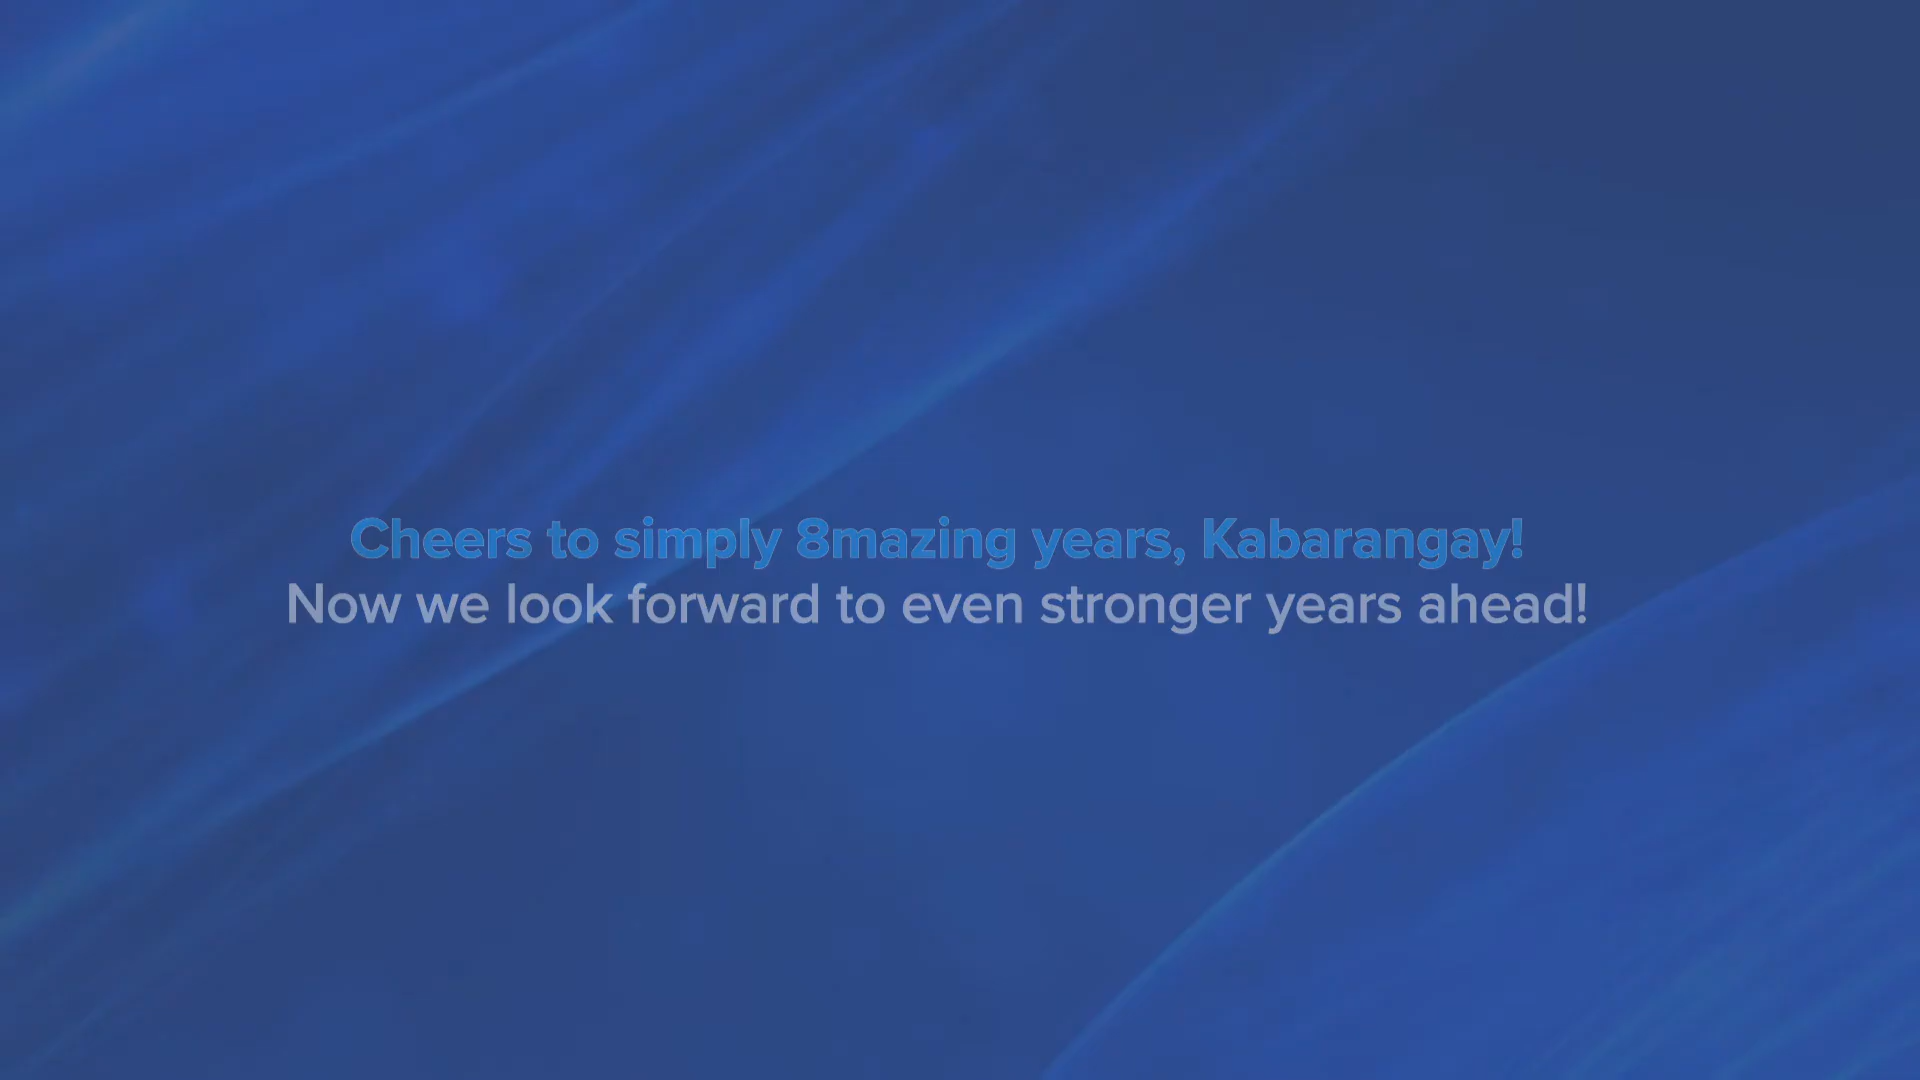 Cheers to simply 8mazing years, Kabarangay!
Now we look forward to even stronger years ahead!